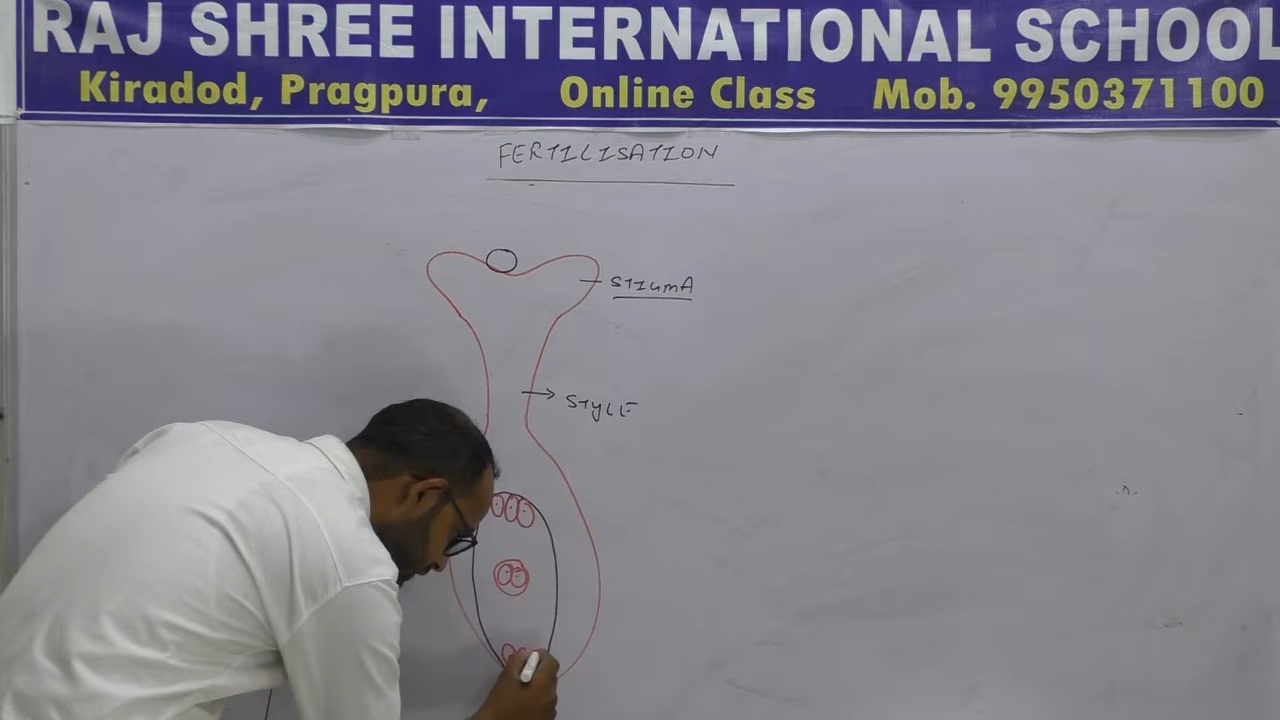 RAJ SHREE INTERNATIONAL SCHOOL
Kiradod, Pragpura, Online Class Mob. 9950371100
FERTILISATION
STIGMA
STYLE